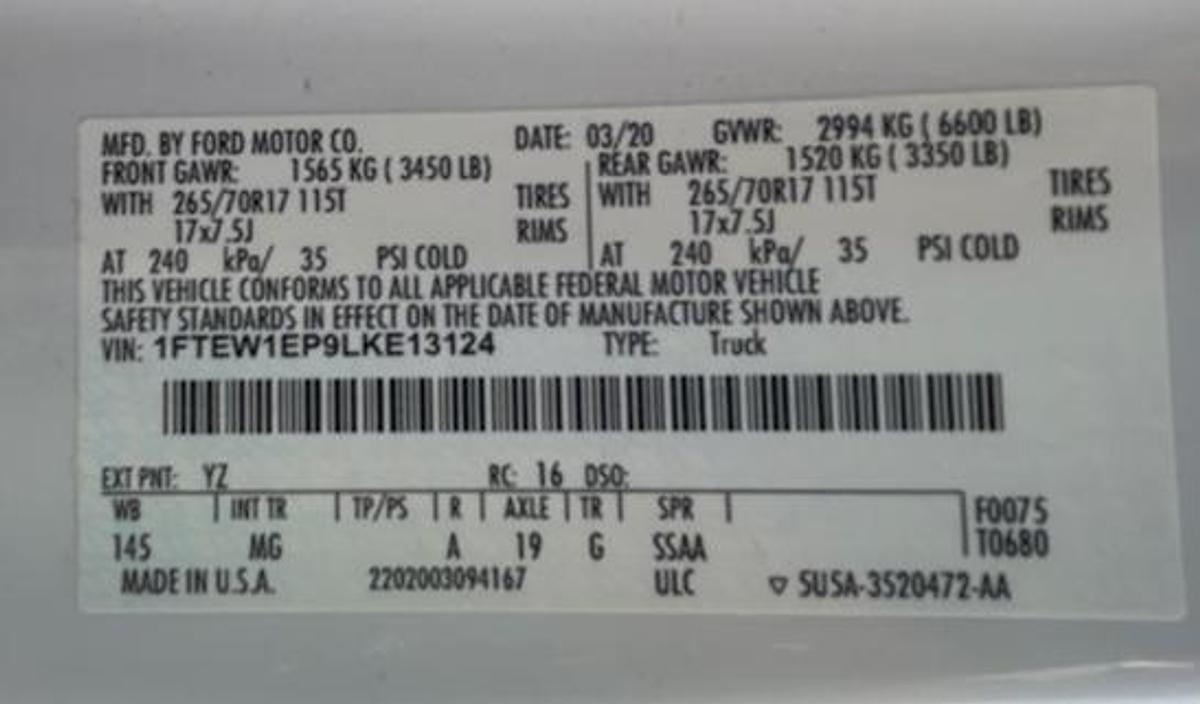 MFD. BY FORD MOTOR CO. DATE: 03/20 GVWR: 2994 KG ( 6600 LB)
FRONT GAWR: 1565 KG ( 3450 LB) REAR GAWR: 1520 KG ( 3350 LB)
WITH 265/70R17 115T TIRES WITH 265/70R17 115T TIRES
17x7.5J RIMS 17x7.5J RIMS
AT 240 kPa/ 35 PSI COLD AT 240 kPa/ 35 PSI COLD
THIS VEHICLE CONFORMS TO ALL APPLICABLE FEDERAL MOTOR VEHICLE
SAFETY STANDARDS IN EFFECT ON THE DATE OF MANUFACTURE SHOWN ABOVE.
VIN: 1FTEW1EP9LKE13124 TYPE: Truck
EXT PNT: YZ RC: 16 DSO:
WB INT TR TP/PS R AXLE TR SPR F0075
145 MG A 19 G SSAA T0680
MADE IN U.S.A. 2202003094167 ULC ▽ SU5A-3520472-AA